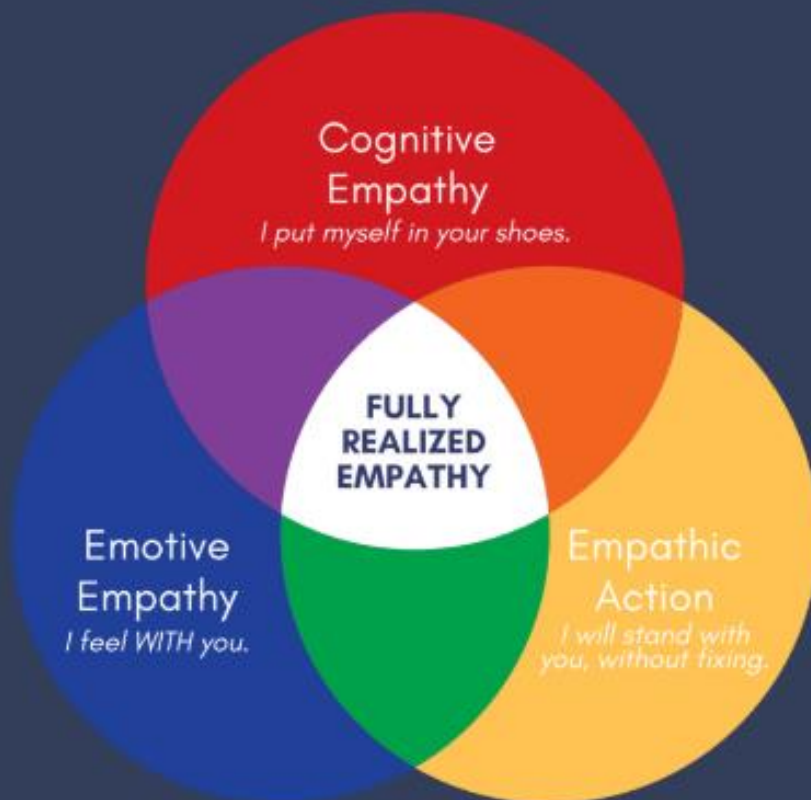 Cognitive
Empathy
I put myself in your shoes.
FULLY
REALIZED
EMPATHY
Emotive
Empathy
I feel WITH you.
Empathic
Action
I will stand with
you, without fixing.